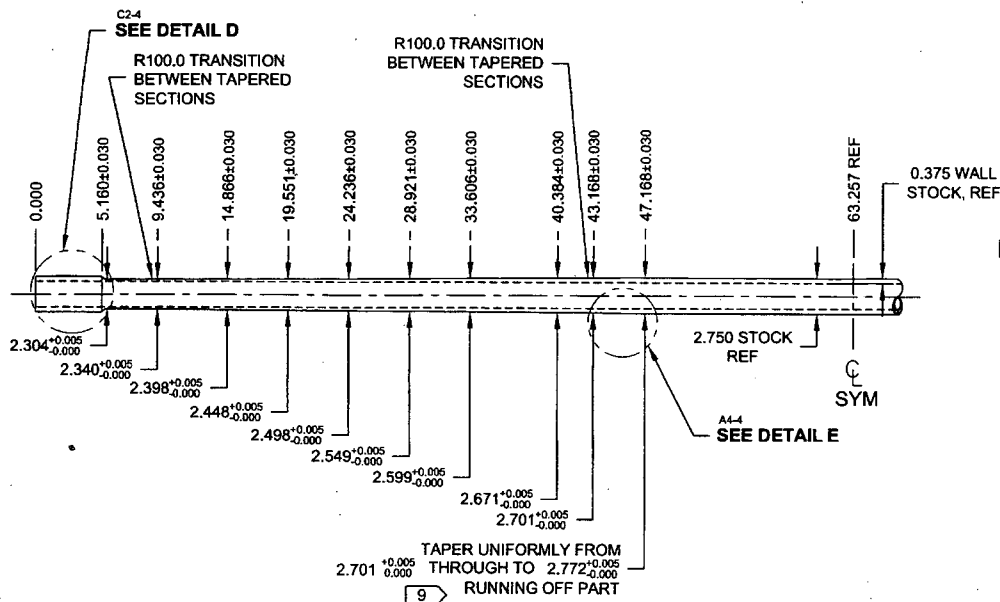 C2-4
SEE DETAIL D
R100.0 TRANSITION
BETWEEN TAPERED
SECTIONS
R100.0 TRANSITION
BETWEEN TAPERED
SECTIONS
0.000
5.160±0.030
9.436±0.030
14.866±0.030
19.551±0.030
24.236±0.030
28.921±0.030
33.606±0.030
40.384±0.030
43.168±0.030
47.168±0.030
63.257 REF
0.375 WALL
STOCK, REF
2.304 +0.005 -0.000
2.340 +0.005 -0.000
2.398 +0.005 -0.000
2.448 +0.005 -0.000
2.498 +0.005 -0.000
2.549 +0.005 -0.000
2.599 +0.005 -0.000
2.671 +0.005 -0.000
2.701 +0.005 -0.000
2.750 STOCK
REF
℄
SYM
A4-4
SEE DETAIL E
TAPER UNIFORMLY FROM
2.701 +0.005 0.000 THROUGH TO 2.772 +0.005 -0.000
RUNNING OFF PART
9